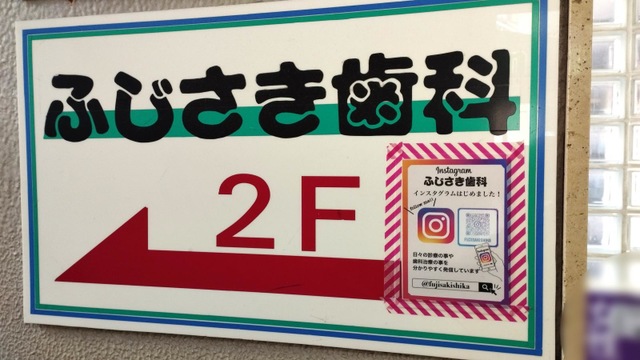 ふじさき歯科
2F
Instagram
ふじさき歯科
インスタグラムはじめました!
follow me!!
日々の診療の事や
歯科治療の事を
分かりやすく発信しています
@fujisakishika